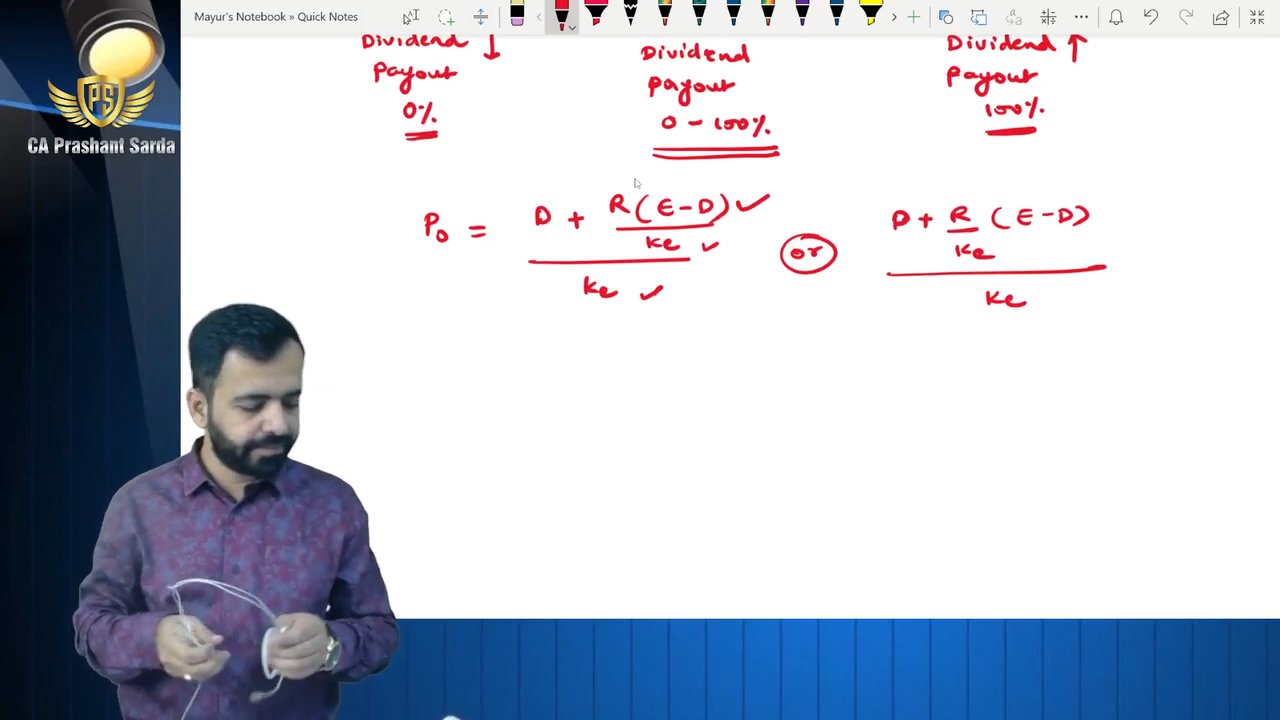 Mayur's Notebook » Quick Notes
PS
CA Prashant Sarda
Dividend ↓
Payout
0%
Dividend
Payout
0 - 100%
Dividend ↑
Payout
100%
P0 = D + R(E-D) ✓
ke ✓
ke ✓
or
D + R (E-D)
ke
ke